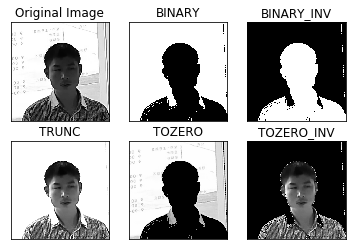 Original Image
BINARY
BINARY_INV
TRUNC
TOZERO
TOZERO_INV